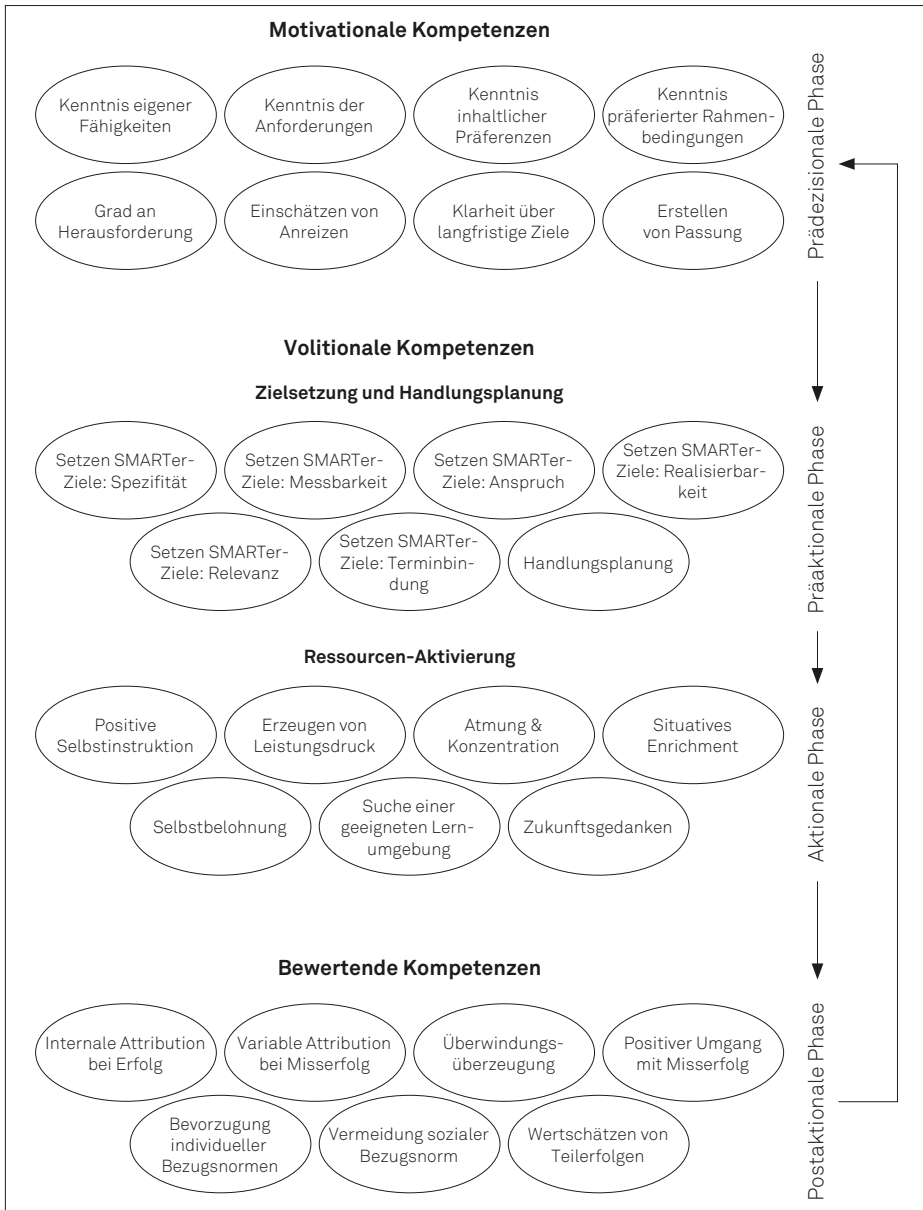 Motivationale Kompetenzen
Kenntnis eigener
Fähigkeiten
Kenntnis der
Anforderungen
Kenntnis
inhaltlicher
Präferenzen
Kenntnis
präferierter Rahmen-
bedingungen
Grad an
Herausforderung
Einschätzen von
Anreizen
Klarheit über
langfristige Ziele
Erstellen
von Passung
Prädezisionale Phase
Volitionale Kompetenzen
Zielsetzung und Handlungsplanung
Setzen SMARTer-
Ziele: Spezifität
Setzen SMARTer-
Ziele: Messbarkeit
Setzen SMARTer-
Ziele: Anspruch
Setzen SMARTer-
Ziele: Realisierbar-
keit
Setzen SMARTer-
Ziele: Relevanz
Setzen SMARTer-
Ziele: Terminbin-
dung
Handlungsplanung
Präaktionale Phase
Ressourcen-Aktivierung
Positive
Selbstinstruktion
Erzeugen von
Leistungsdruck
Atmung &
Konzentration
Situatives
Enrichment
Selbstbelohnung
Suche einer
geeigneten Lern-
umgebung
Zukunftsgedanken
Aktionale Phase
Bewertende Kompetenzen
Internale Attribution
bei Erfolg
Variable Attribution
bei Misserfolg
Überwindungs-
überzeugung
Positiver Umgang
mit Misserfolg
Bevorzugung
individueller
Bezugsnormen
Vermeidung sozialer
Bezugsnorm
Wertschätzen von
Teilerfolgen
Postaktionale Phase